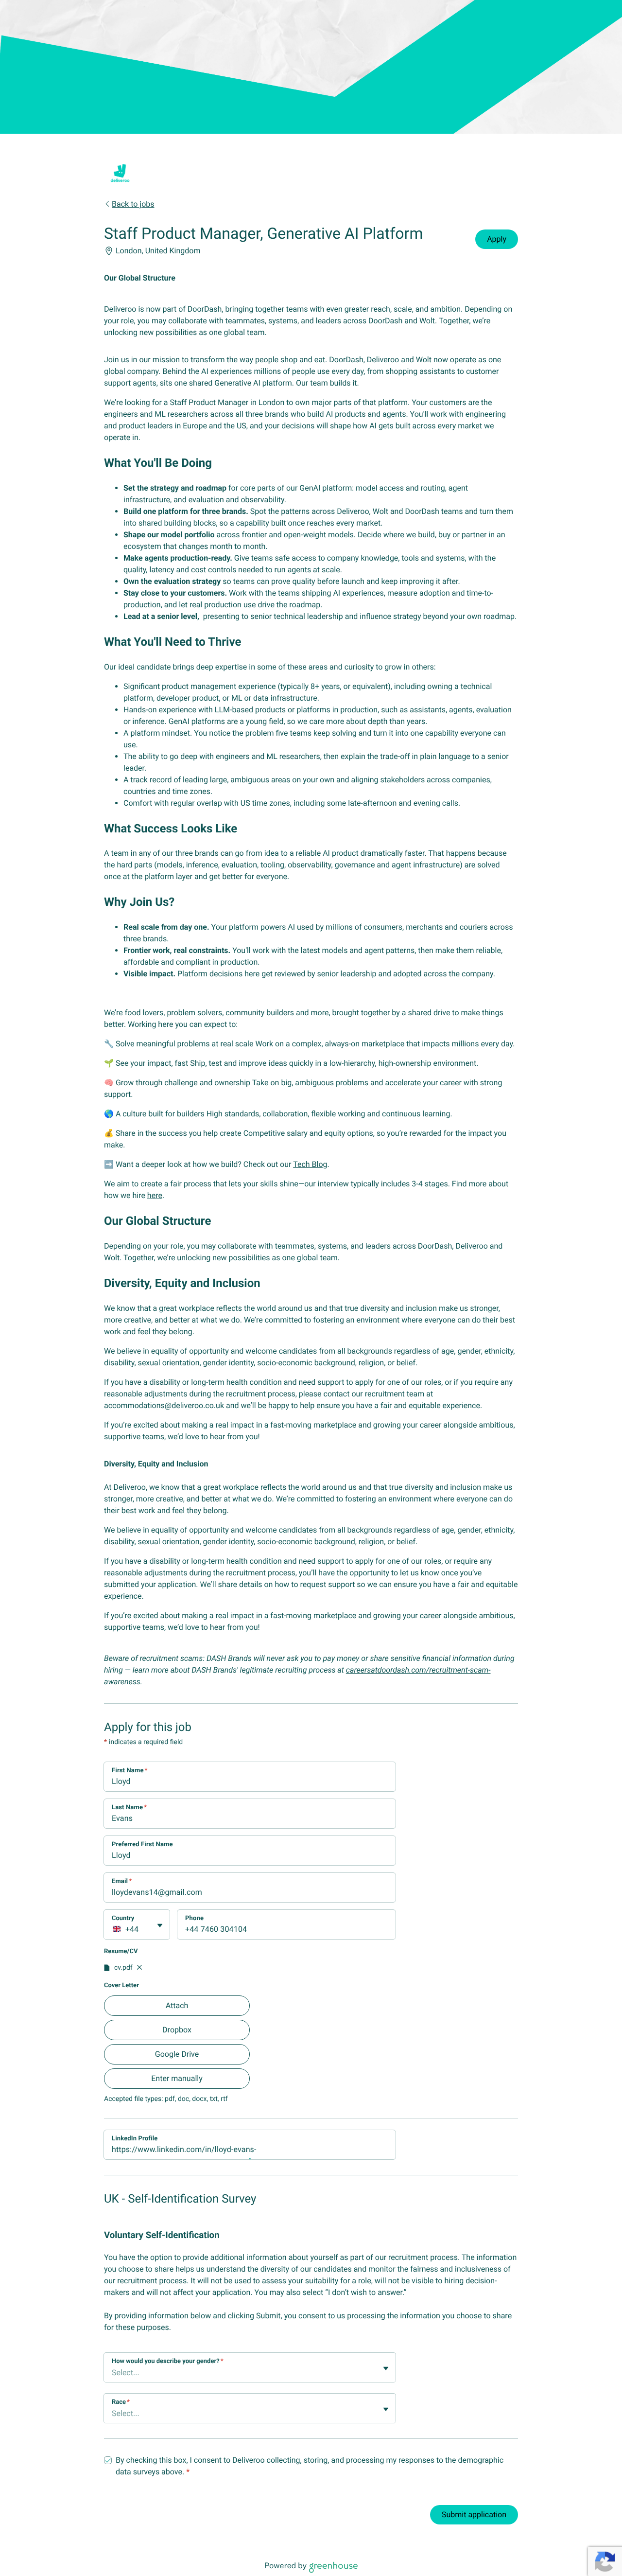 deliveroo
Back to jobs
Staff Product Manager, Generative AI Platform
Apply
London, United Kingdom
Our Global Structure
Deliveroo is now part of DoorDash, bringing together teams with even greater reach, scale, and ambition. Depending on
your role, you may collaborate with teammates, systems, and leaders across DoorDash and Wolt. Together, we're
unlocking new possibilities as one global team.
Join us in our mission to transform the way people shop and eat. DoorDash, Deliveroo and Wolt now operate as one
global company. Behind the AI experiences millions of people use every day, from shopping assistants to customer
support agents, sits one shared Generative AI platform. Our team builds it.
We're looking for a Staff Product Manager in London to own major parts of that platform. Your customers are the
engineers and ML researchers across all three brands who build AI products and agents. You'll work with engineering
and product leaders in Europe and the US, and your decisions will shape how AI gets built across every market we
operate in.
What You'll Be Doing
• Set the strategy and roadmap for core parts of our GenAI platform: model access and routing, agent
infrastructure, and evaluation and observability.
• Build one platform for three brands. Spot the patterns across Deliveroo, Wolt and DoorDash teams and turn them
into shared building blocks, so a capability built once reaches every market.
• Shape our model portfolio across frontier and open-weight models. Decide where we build, buy or partner in an
ecosystem that changes month to month.
• Make agents production-ready. Give teams safe access to company knowledge, tools and systems, with the
quality, latency and cost controls needed to run agents at scale.
• Own the evaluation strategy so teams can prove quality before launch and keep improving it after.
• Stay close to your customers. Work with the teams shipping AI experiences, measure adoption and time-to-
production, and let real production use drive the roadmap.
• Lead at a senior level, presenting to senior technical leadership and influence strategy beyond your own roadmap.
What You'll Need to Thrive
Our ideal candidate brings deep expertise in some of these areas and curiosity to grow in others:
• Significant product management experience (typically 8+ years, or equivalent), including owning a technical
platform, developer product, or ML or data infrastructure.
• Hands-on experience with LLM-based products or platforms in production, such as assistants, agents, evaluation
or inference. GenAI platforms are a young field, so we care more about depth than years.
• A platform mindset. You notice the problem five teams keep solving and turn it into one capability everyone can
use.
• The ability to go deep with engineers and ML researchers, then explain the trade-off in plain language to a senior
leader.
• A track record of leading large, ambiguous areas on your own and aligning stakeholders across companies,
countries and time zones.
• Comfort with regular overlap with US time zones, including some late-afternoon and evening calls.
What Success Looks Like
A team in any of our three brands can go from idea to a reliable AI product dramatically faster. That happens because
the hard parts (models, inference, evaluation, tooling, observability, governance and agent infrastructure) are solved
once at the platform layer and get better for everyone.
Why Join Us?
• Real scale from day one. Your platform powers AI used by millions of consumers, merchants and couriers across
three brands.
• Frontier work, real constraints. You'll work with the latest models and agent patterns, then make them reliable,
affordable and compliant in production.
• Visible impact. Platform decisions here get reviewed by senior leadership and adopted across the company.
We're food lovers, problem solvers, community builders and more, brought together by a shared drive to make things
better. Working here you can expect to:
🔧 Solve meaningful problems at real scale Work on a complex, always-on marketplace that impacts millions every day.
🌱 See your impact, fast Ship, test and improve ideas quickly in a low-hierarchy, high-ownership environment.
🧠 Grow through challenge and ownership Take on big, ambiguous problems and accelerate your career with strong
support.
🌎 A culture built for builders High standards, collaboration, flexible working and continuous learning.
💰 Share in the success you help create Competitive salary and equity options, so you're rewarded for the impact you
make.
➡️ Want a deeper look at how we build? Check out our Tech Blog.
We aim to create a fair process that lets your skills shine—our interview typically includes 3-4 stages. Find more about
how we hire here.
Our Global Structure
Depending on your role, you may collaborate with teammates, systems, and leaders across DoorDash, Deliveroo and
Wolt. Together, we're unlocking new possibilities as one global team.
Diversity, Equity and Inclusion
We know that a great workplace reflects the world around us and that true diversity and inclusion make us stronger,
more creative, and better at what we do. We're committed to fostering an environment where everyone can do their best
work and feel they belong.
We believe in equality of opportunity and welcome candidates from all backgrounds regardless of age, gender, ethnicity,
disability, sexual orientation, gender identity, socio-economic background, religion, or belief.
If you have a disability or long-term health condition and need support to apply for one of our roles, or if you require any
reasonable adjustments during the recruitment process, please contact our recruitment team at
accommodations@deliveroo.co.uk and we'll be happy to help ensure you have a fair and equitable experience.
If you're excited about making a real impact in a fast-moving marketplace and growing your career alongside ambitious,
supportive teams, we'd love to hear from you!
Diversity, Equity and Inclusion
At Deliveroo, we know that a great workplace reflects the world around us and that true diversity and inclusion make us
stronger, more creative, and better at what we do. We're committed to fostering an environment where everyone can do
their best work and feel they belong.
We believe in equality of opportunity and welcome candidates from all backgrounds regardless of age, gender, ethnicity,
disability, sexual orientation, gender identity, socio-economic background, religion, or belief.
If you have a disability or long-term health condition and need support to apply for one of our roles, or require any
reasonable adjustments during the recruitment process, you'll have the opportunity to let us know once you've
submitted your application. We'll share details on how to request support so we can ensure you have a fair and equitable
experience.
If you're excited about making a real impact in a fast-moving marketplace and growing your career alongside ambitious,
supportive teams, we'd love to hear from you!
Beware of recruitment scams: DASH Brands will never ask you to pay money or share sensitive financial information during
hiring — learn more about DASH Brands' legitimate recruiting process at careersatdoordash.com/recruitment-scam-
awareness.
Apply for this job
* indicates a required field
First Name*
Lloyd
Last Name*
Evans
Preferred First Name
Lloyd
Email*
lloydevans14@gmail.com
Country
🇬🇧 +44
Phone
+44 7460 304104
Resume/CV
cv.pdf
Cover Letter
Attach
Dropbox
Google Drive
Enter manually
Accepted file types: pdf, doc, docx, txt, rtf
LinkedIn Profile
https://www.linkedin.com/in/lloyd-evans-
UK - Self-Identification Survey
Voluntary Self-Identification
You have the option to provide additional information about yourselves as part of our recruitment process. The information
you choose to share helps us understand the diversity of our candidates and monitor the fairness and inclusiveness of
our recruitment process. It will not be used to assess your suitability for a role, will not be visible to hiring decision-
makers and will not affect your application. You may also select "I don't wish to answer."
By providing information below and clicking Submit, you consent to us processing the information you choose to share
for these purposes.
How would you describe your gender?*
Select...
Race*
Select...
By checking this box, I consent to Deliveroo collecting, storing, and processing my responses to the demographic
data surveys above. *
Submit application
Powered by greenhouse